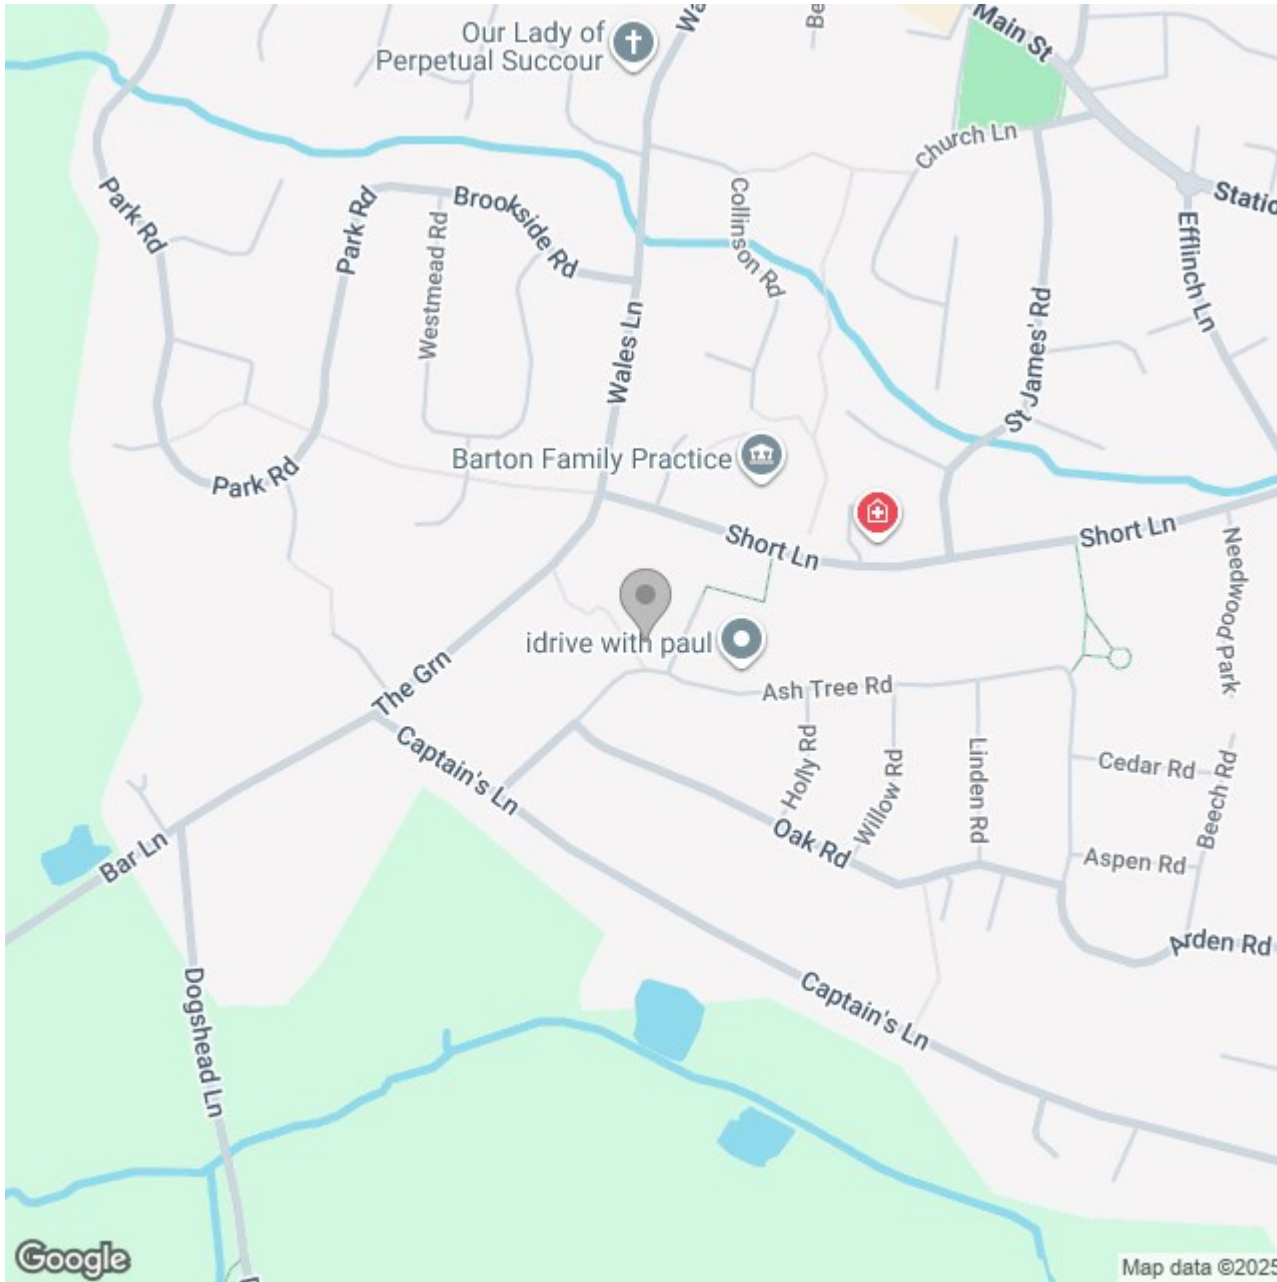 Our Lady of
Perpetual Succour
Main St
Church Ln
Statio
Park Rd
Park Rd
Brookside Rd
Westmead Rd
Collinson Rd
Efflinch Ln
Wales Ln
St James' Rd
Park Rd
Barton Family Practice
Short Ln
Short Ln
Needwood Park
idrive with paul
The Grn
Ash Tree Rd
Captain's Ln
Holly Rd
Willow Rd
Linden Rd
Cedar Rd
Beech Rd
Oak Rd
Bar Ln
Aspen Rd
Arden Rd
Dogshead Ln
Captain's Ln
Google
Map data ©2025